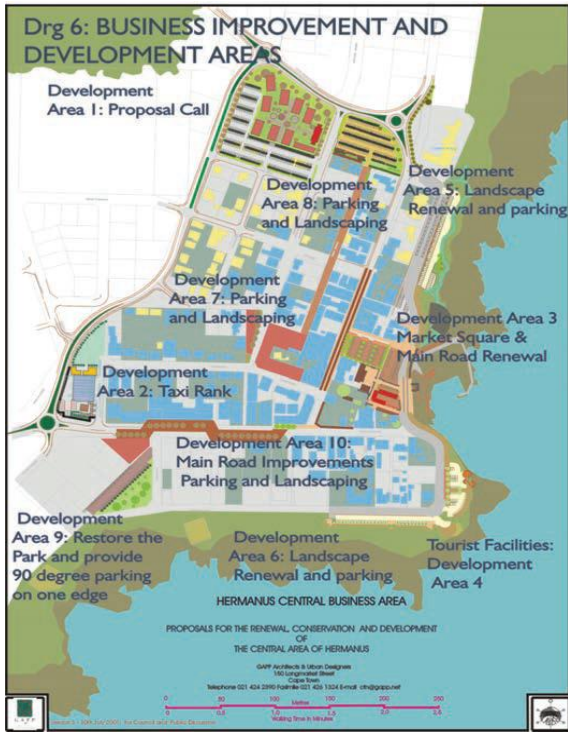 Drg 6: BUSINESS IMPROVEMENT AND
DEVELOPMENT AREAS
Development
Area 1: Proposal Call
Development
Area 5: Landscape
Renewal and parking
Development
Area 8: Parking
and Landscaping
Development
Area 7: Parking
and Landscaping
Development Area 3
Market Square &
Main Road Renewal
Development
Area 2: Taxi Rank
Development Area 10:
Main Road Improvements
Parking and Landscaping
Development
Area 9: Restore the
Park and provide
90 degree parking
on one edge
Development
Area 6: Landscape
Renewal and parking
Tourist Facilities:
Development
Area 4
HERMANUS CENTRAL BUSINESS AREA
PROPOSALS FOR THE RENEWAL, CONSERVATION AND DEVELOPMENT
OF
THE CENTRAL AREA OF HERMANUS
GAPP Architects & Urban Designers
150 Longmarket Street
Cape Town
Metres
Walking Time in Minutes
GAPP